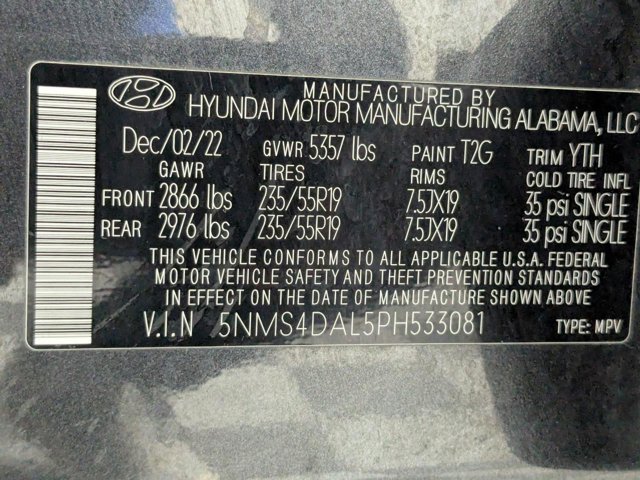 MANUFACTURED BY
HYUNDAI MOTOR MANUFACTURING ALABAMA, LLC
Dec/02/22 GVWR 5357 lbs PAINT T2G TRIM YTH
GAWR TIRES RIMS COLD TIRE INFL
FRONT 2866 lbs 235/55R19 7.5JX19 35 psi SINGLE
REAR 2976 lbs 235/55R19 7.5JX19 35 psi SINGLE
THIS VEHICLE CONFORMS TO ALL APPLICABLE U.S.A. FEDERAL
MOTOR VEHICLE SAFETY AND THEFT PREVENTION STANDARDS
IN EFFECT ON THE DATE OF MANUFACTURE SHOWN ABOVE
V.I.N 5NMS4DAL5PH533081 TYPE: MPV